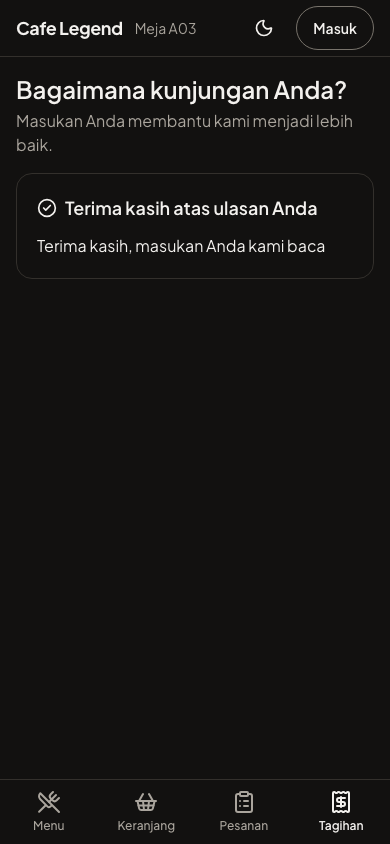 Cafe Legend Meja A03 Masuk
Bagaimana kunjungan Anda?
Masukan Anda membantu kami menjadi lebih
baik.
Terima kasih atas ulasan Anda
Terima kasih, masukan Anda kami baca
Menu Keranjang Pesanan Tagihan